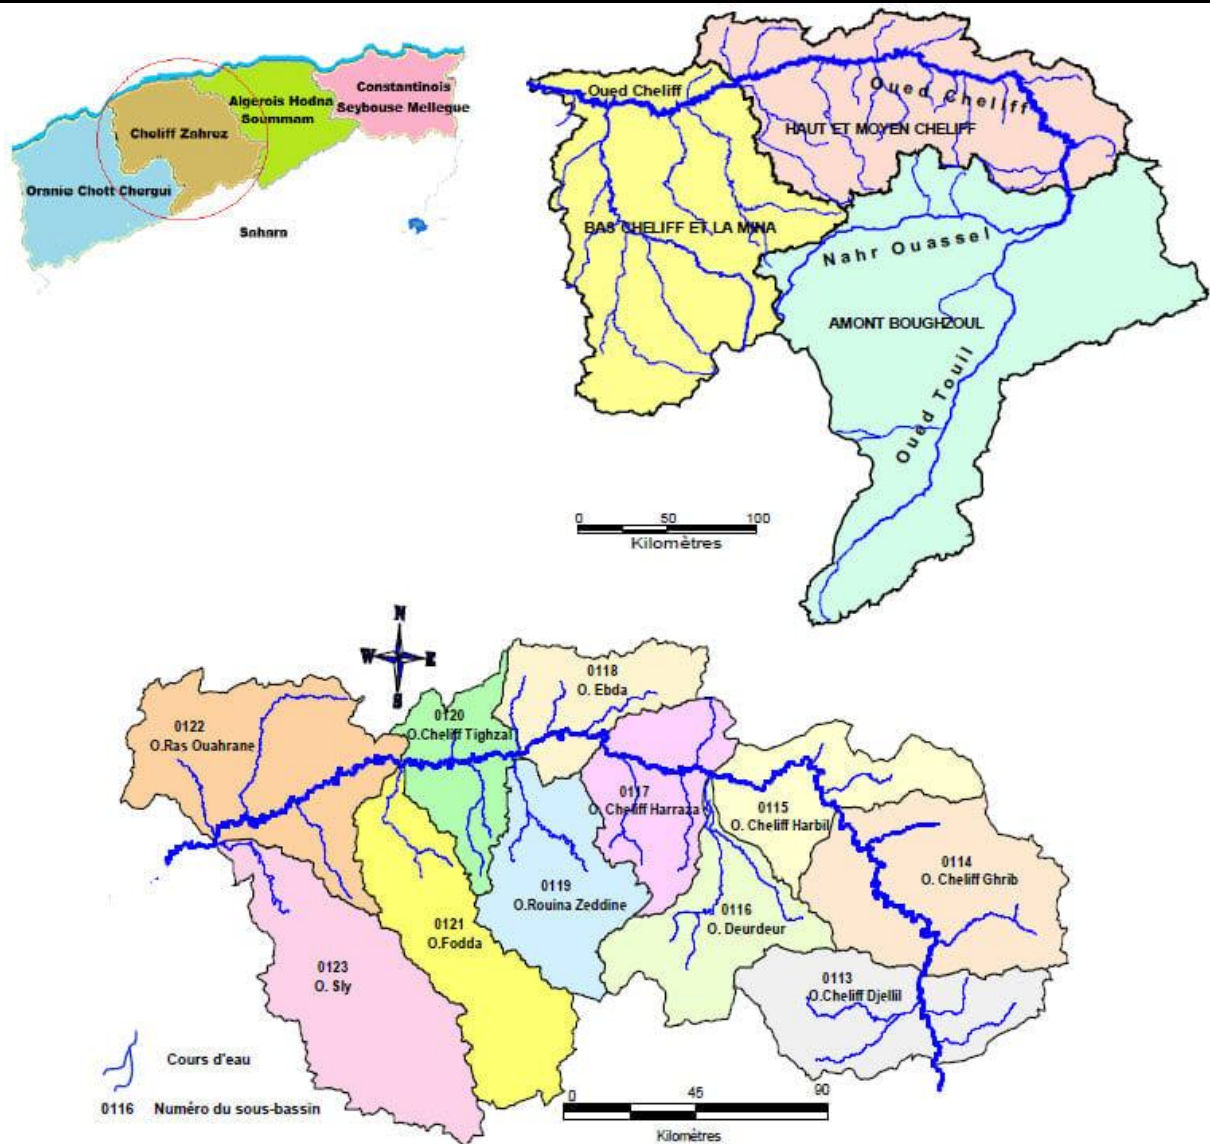 Constantinois
Seybouse Mellegue
Algerois Hodna
Soummam
Cheliff Zahrez
Oranie Chott Chergui
Sahara
Oued Cheliff
Oued Cheliff
HAUT ET MOYEN CHELIFF
BAS CHELIFF ET LA MINA
Nahr Ouassel
AMONT BOUGHZOUL
Oued Touil
0 50 100
Kilomètres
N
W E
S
0118
O. Ebda
0120
O.Cheliff Tighzal
0122
O.Ras Ouahrane
0117
O. Cheliff Harraza
0115
O. Cheliff Harbil
0114
O. Cheliff Ghrib
0119
O.Rouina Zeddine
0116
O. Deurdeur
0121
O.Fodda
0123
O. Sly
0113
O.Cheliff Djellil
Cours d'eau
0116 Numéro du sous-bassin
0 45 90
Kilomètres